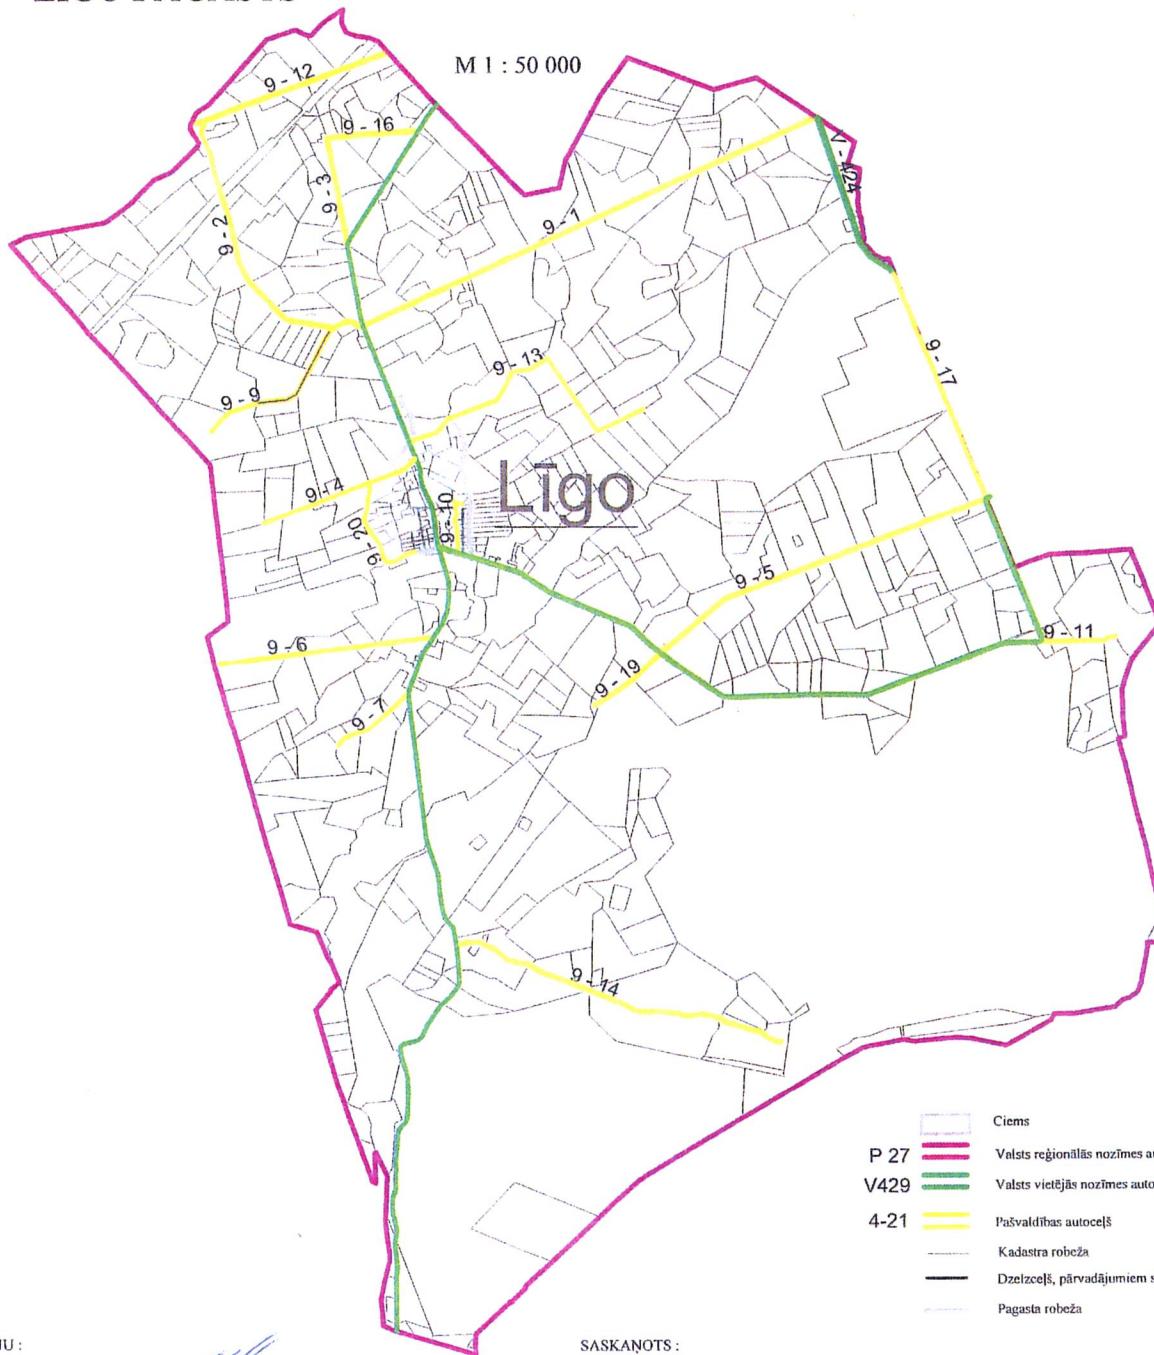 M 1 : 50 000
9 - 12
9 - 16
9 - 3
9 - 2
9 - 1
V - 424
9 - 17
9 - 13
9 - 9
9 - 4
Līgo
9 - 10
9 - 20
9 - 5
9 - 6
9 - 11
9 - 19
9 - 7
9 - 14
Ciems
P 27 Valsts reģionālās nozīmes
V429 Valsts vietējās nozīmes
4-21 Pašvaldības autoceļš
Kadastra robeža
Dzelzceļš, pārvadājumiem
Pagasta robeža
SASKAŅOTS :